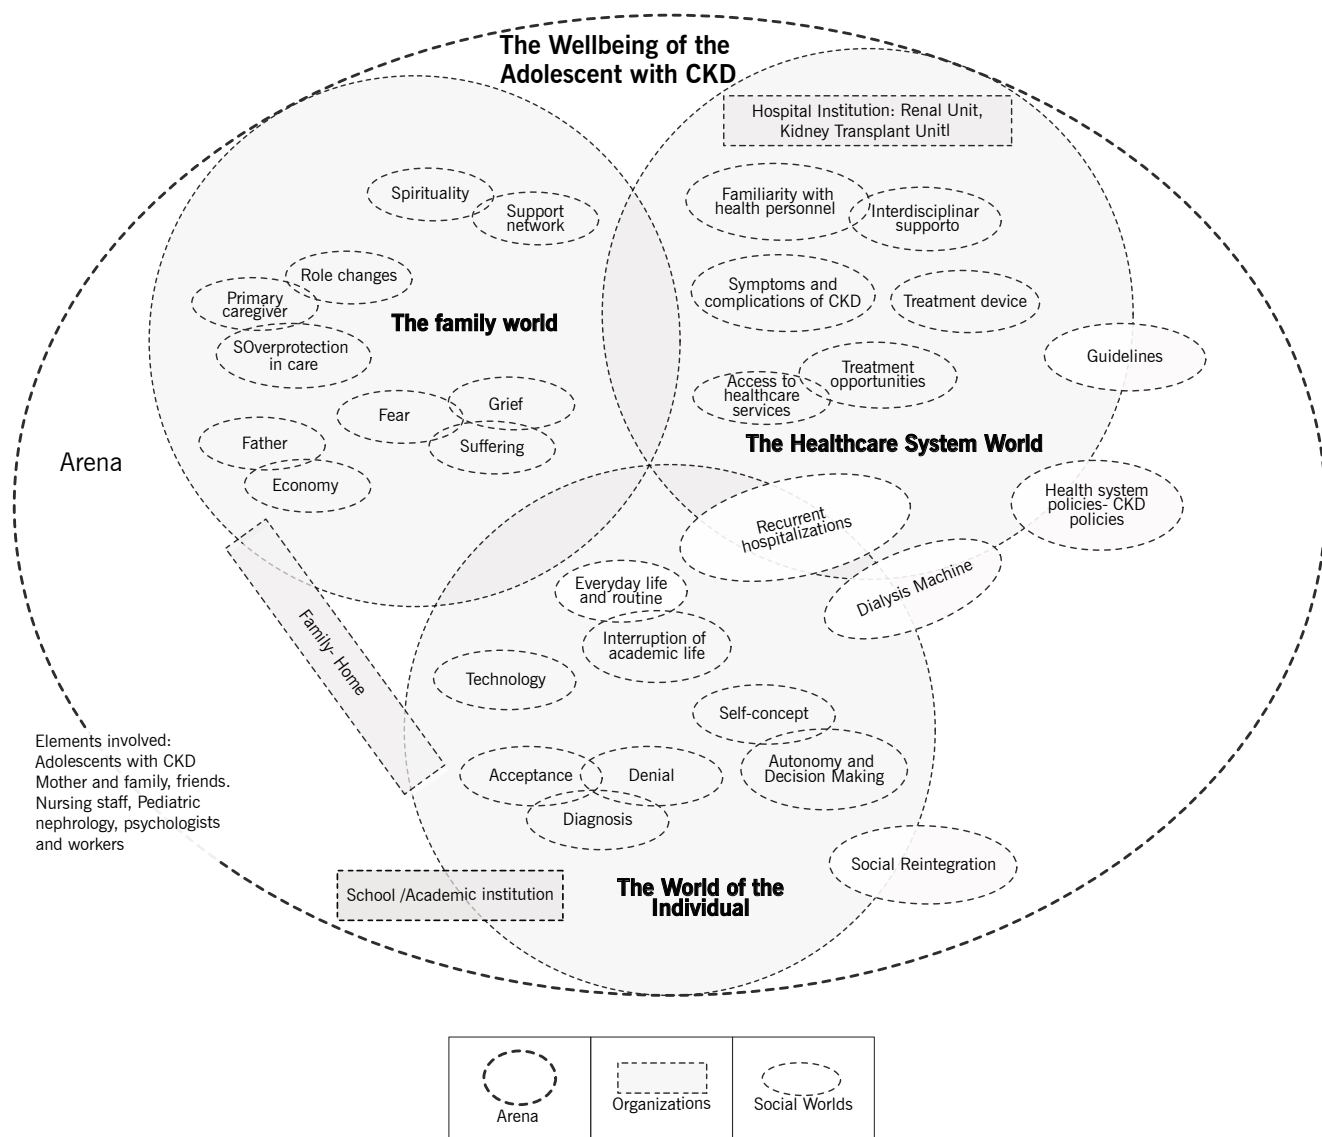 The Wellbeing of the
Adolescent with CKD
Hospital Institution: Renal Unit,
Kidney Transplant Unitl
Spirituality
Support
network
Familiarity with
health personnel
Interdisciplinar
supporto
Role changes
Primary
caregiver
SOverprotection
in care
The family world
Symptoms and
complications of CKD
Treatment device
Guidelines
Treatment
opportunities
Access to
healthcare
services
Fear
Grief
Suffering
Father
Economy
Arena
The Healthcare System World
Health system
policies- CKD
policies
Recurrent
hospitalizations
Dialysis Machine
Everyday life
and routine
Interruption of
academic life
Family- Home
Technology
Self-concept
Autonomy and
Decision Making
Acceptance
Denial
Diagnosis
Elements involved:
Adolescents with CKD
Mother and family, friends.
Nursing staff, Pediatric
nephrology, psychologists
and workers
Social Reintegration
School /Academic institution
The World of the
Individual
Arena
Organizations
Social Worlds